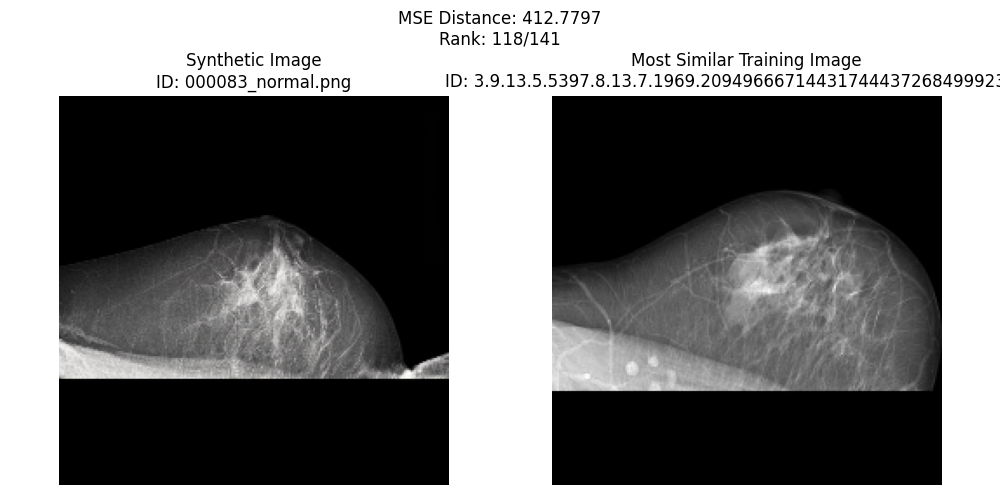 MSE Distance: 412.7797
Rank: 118/141
Synthetic Image
ID: 000083_normal.png
Most Similar Training Image
ID: 3.9.13.5.5397.8.13.7.1969.20949666714431744437268499923